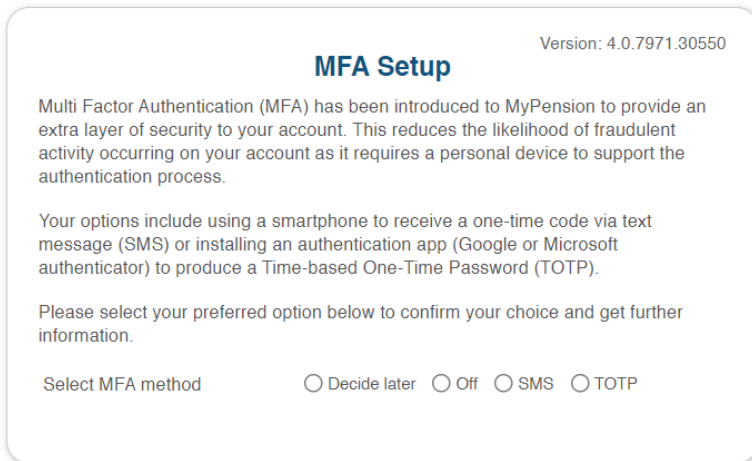 Version: 4.0.7971.30550
MFA Setup
Multi Factor Authentication (MFA) has been introduced to MyPension to provide an
extra layer of security to your account. This reduces the likelihood of fraudulent
activity occurring on your account as it requires a personal device to support the
authentication process.
Your options include using a smartphone to receive a one-time code via text
message (SMS) or installing an authentication app (Google or Microsoft
authenticator) to produce a Time-based One-Time Password (TOTP).
Please select your preferred option below to confirm your choice and get further
information.
Select MFA method Decide later Off SMS TOTP